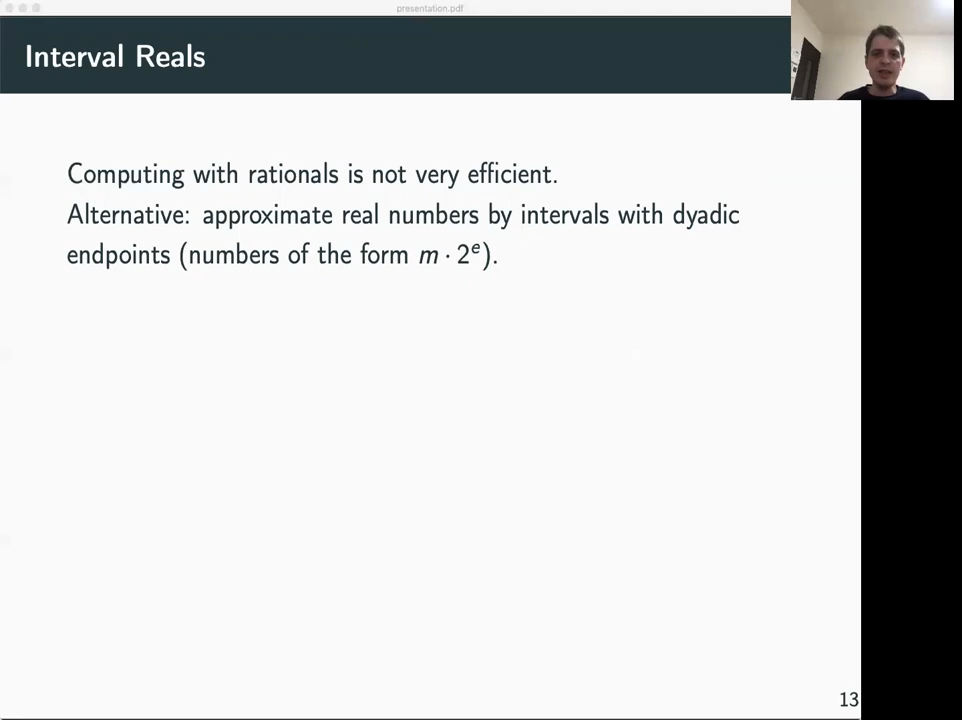 presentation.pdf
Interval Reals
Computing with rationals is not very efficient.
Alternative: approximate real numbers by intervals with dyadic
endpoints (numbers of the form m · 2ᵉ).
13